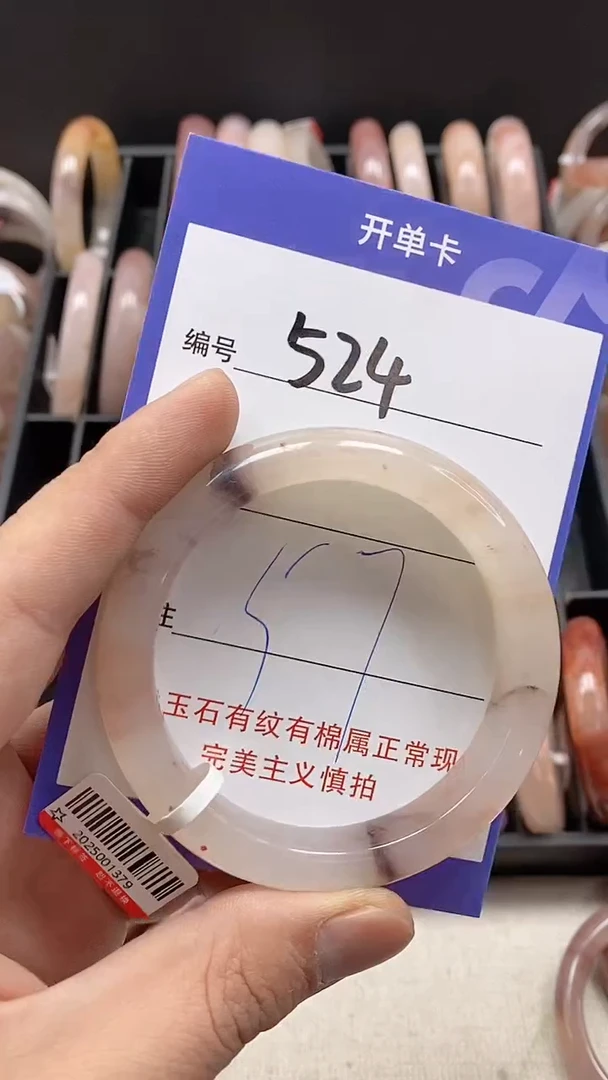 开单卡
编号 524
57
主
玉石有纹有棉属正常现
完美主义慎拍
2025001379